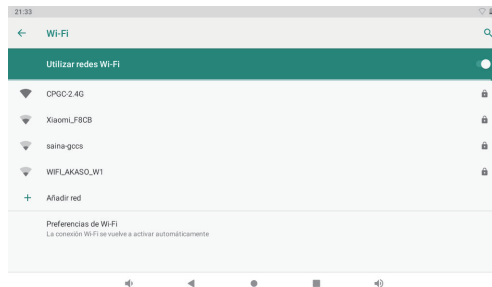 21:33
Wi-Fi
Utilizar redes Wi-Fi
CPGC-2.4G
Xiaomi_F8CB
saina-gccs
WIFI_AKASO_W1
Añadir red
Preferencias de Wi-Fi
La conexión Wi-Fi se vuelve a activar automáticamente